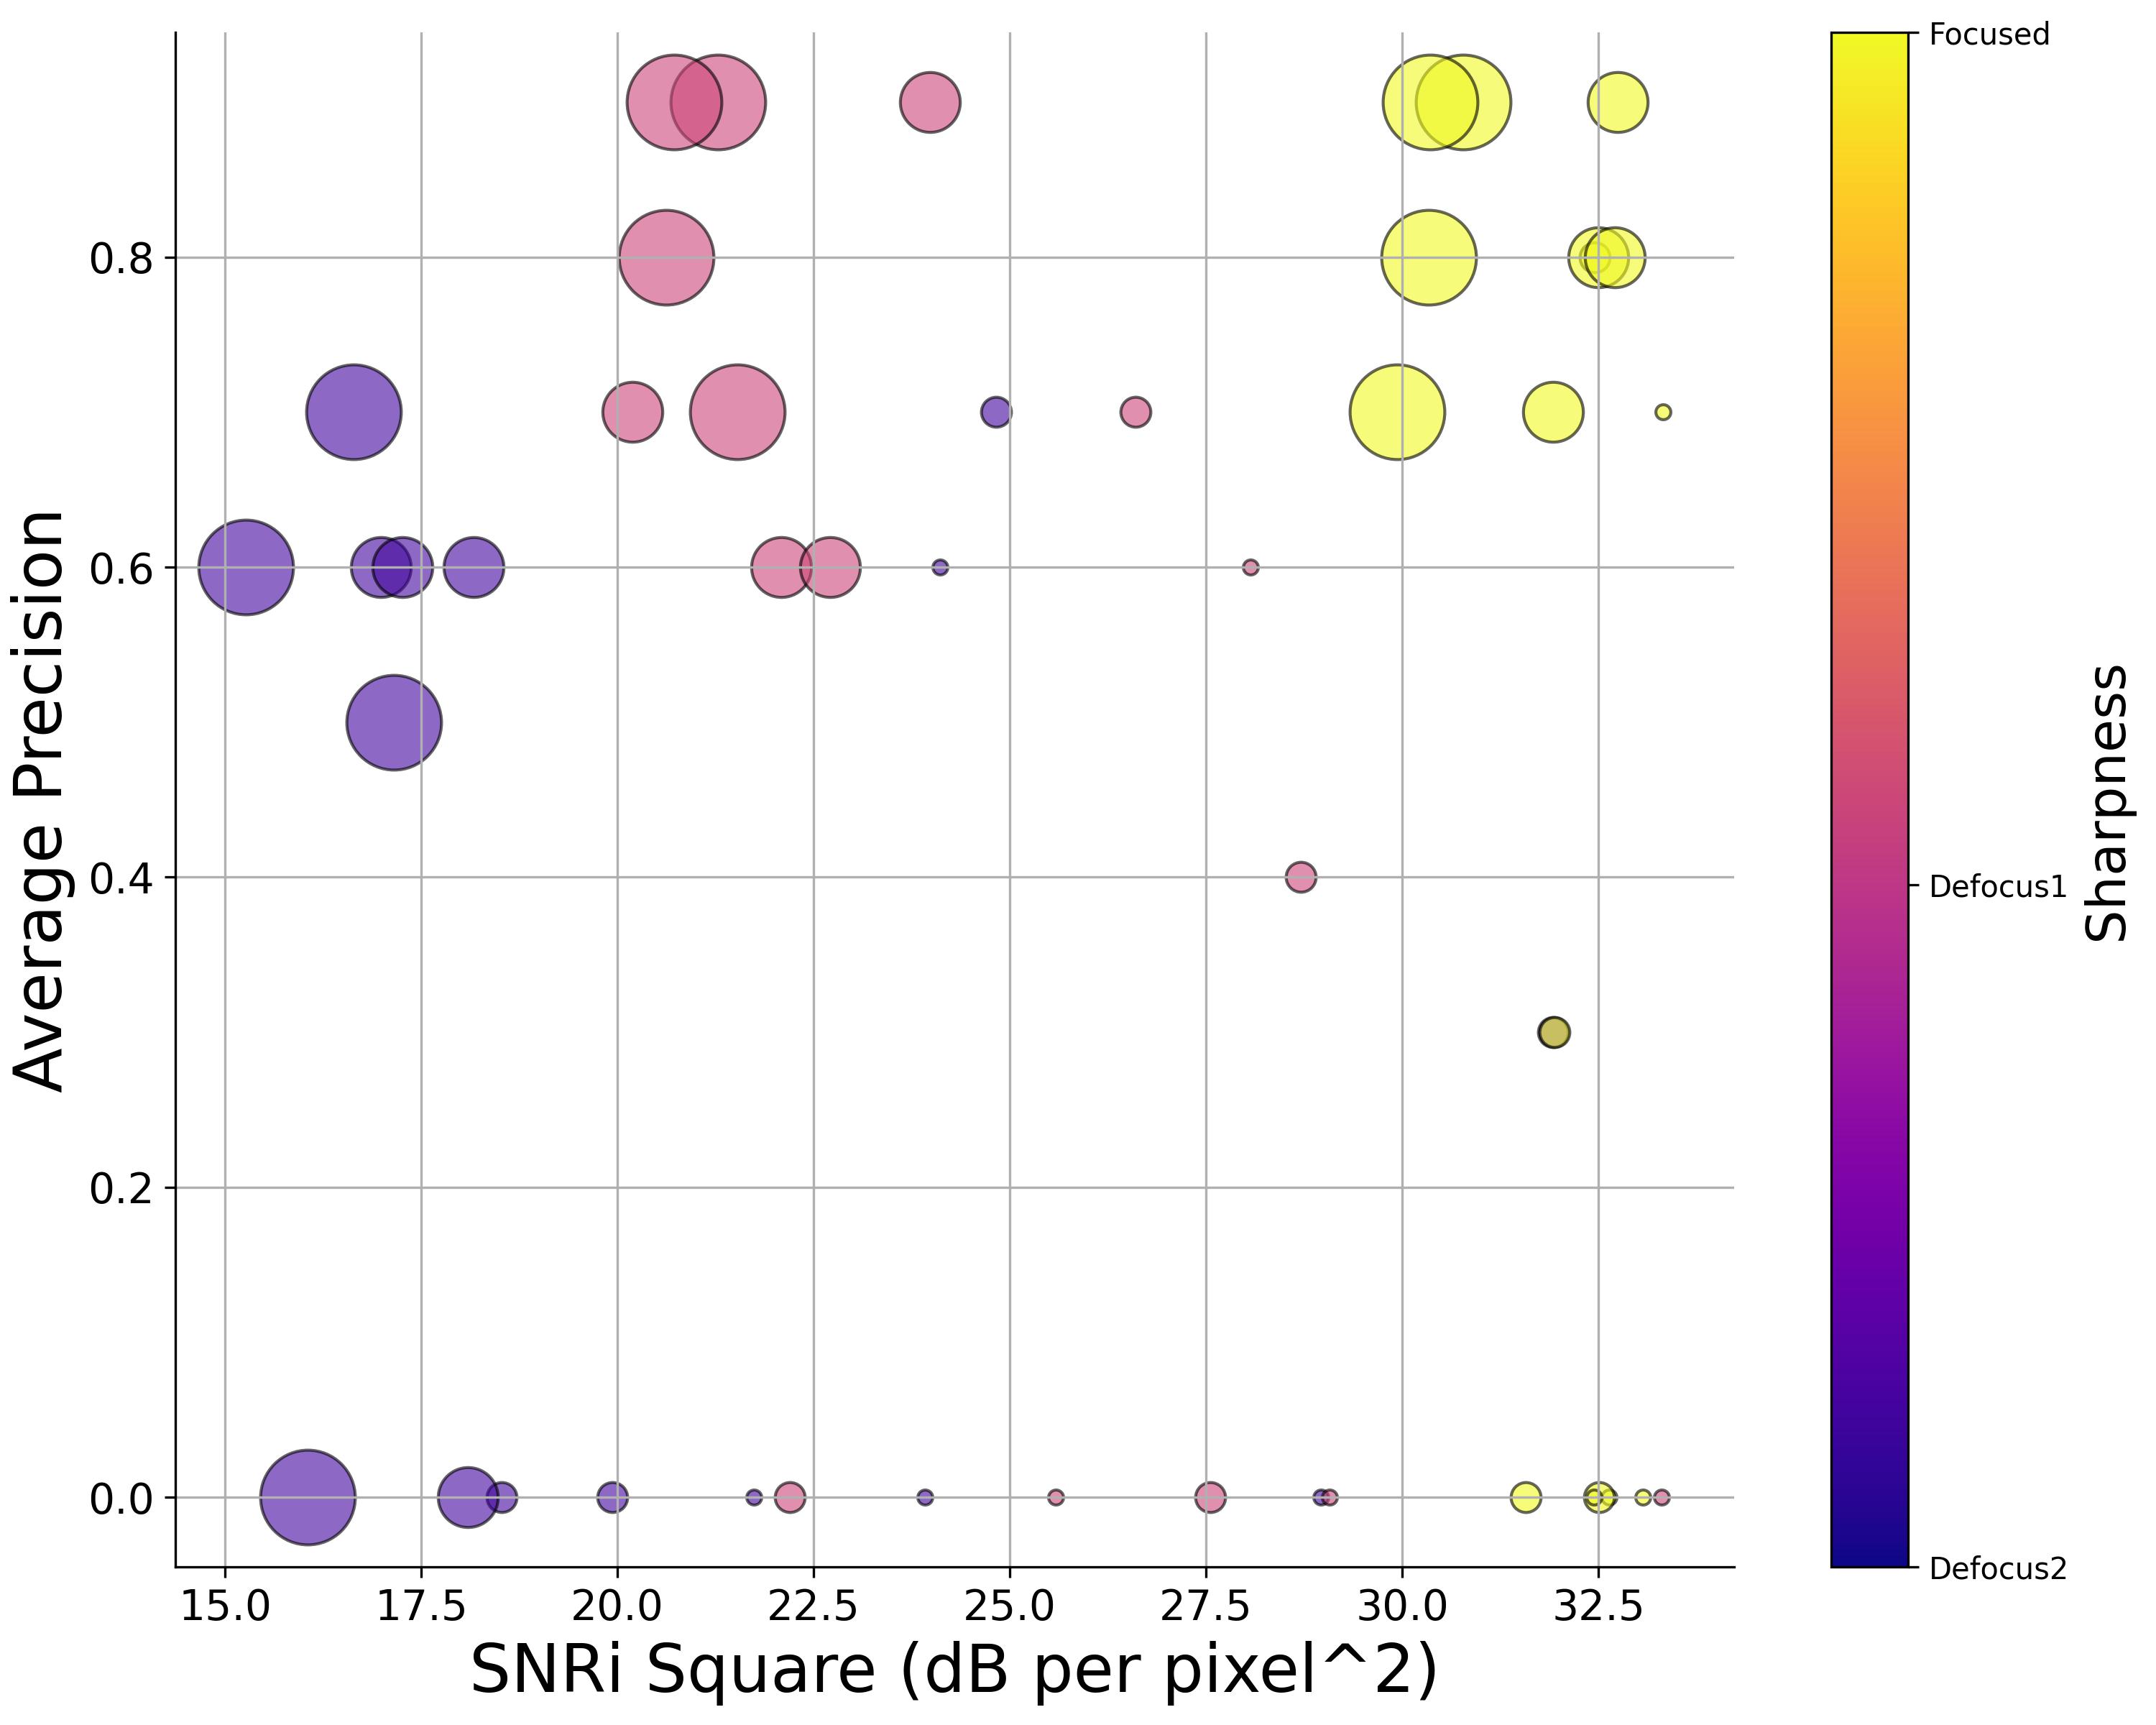 Average Precision
0.8
0.6
0.4
0.2
0.0
15.0 17.5 20.0 22.5 25.0 27.5 30.0 32.5
SNRi Square (dB per pixel^2)
Focused
Defocus1
Defocus2
Sharpness